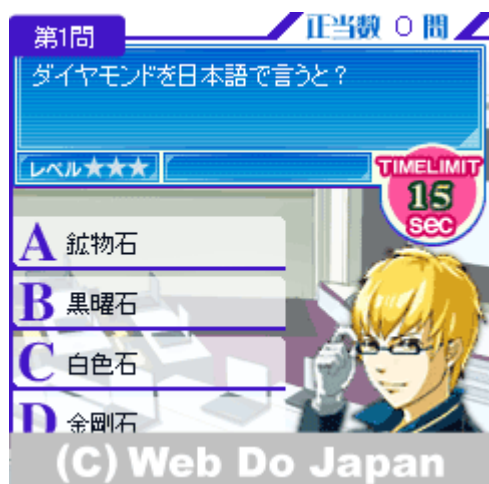 第1問
正当数 0 問
ダイヤモンドを日本語で言うと？
レベル★★★
TIMELIMIT
15
sec
A 鉱物石
B 黒曜石
C 白色石
D 金剛石
(C) Web Do Japan